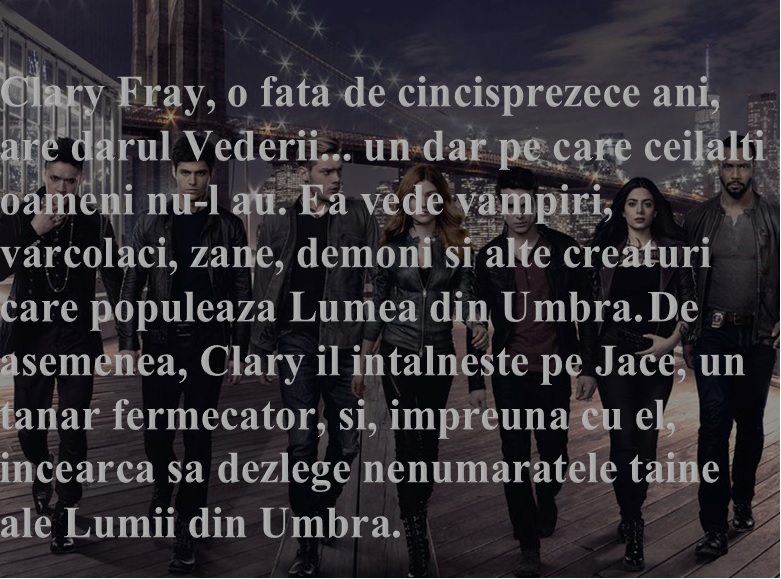 Clary Fray, o fata de cincisprezece ani,
are darul Vederii... un dar pe care ceilalti
oameni nu-l au. Ea vede vampiri,
varcolaci, zane, demoni si alte creaturi
care populeaza Lumea din Umbra.De
asemenea, Clary il intalneste pe Jace, un
tanar fermecator, si, impreuna cu el,
incearca sa dezlege nenumaratele taine
ale Lumii din Umbra.